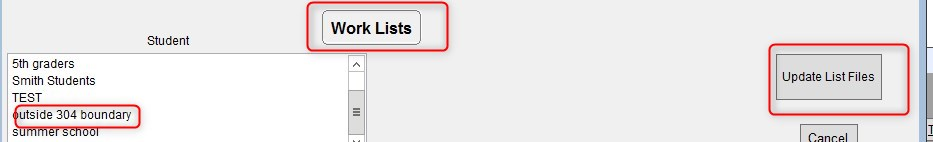 Work Lists
Student
5th graders
Smith Students
TEST
outside 304 boundary
summer school
Update List Files
Cancel